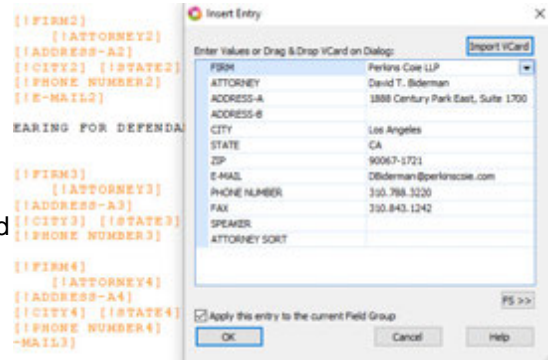 [!FIRM2]
[!ATTORNEY2]
[!ADDRESS-A2]
[!CITY2] [!STATE2]
[!PHONE NUMBER2]
[!E-MAIL2]
EARING FOR DEFENDA
[!FIRM3]
[!ATTORNEY3]
[!ADDRESS-A3]
[!CITY3] [!STATE3]
d
[!PHONE NUMBER3]
[!FIRM4]
[!ATTORNEY4]
[!ADDRESS-A4]
[!CITY4] [!STATE4]
[!PHONE NUMBER4]
-MAIL3]
Insert Entry
Enter Values or Drag & Drop VCard on Dialog:
Import VCard
FIRM Perkins Coie LLP
ATTORNEY David T. Biderman
ADDRESS-A 1888 Century Park East, Suite 1700
ADDRESS-B
CITY Los Angeles
STATE CA
ZIP 90067-1721
E-MAIL DBiderman@perkinscoie.com
PHONE NUMBER 310.788.3220
FAX 310.843.1242
SPEAKER
ATTORNEY SORT
F5 >>
Apply this entry to the current Field Group
OK Cancel Help